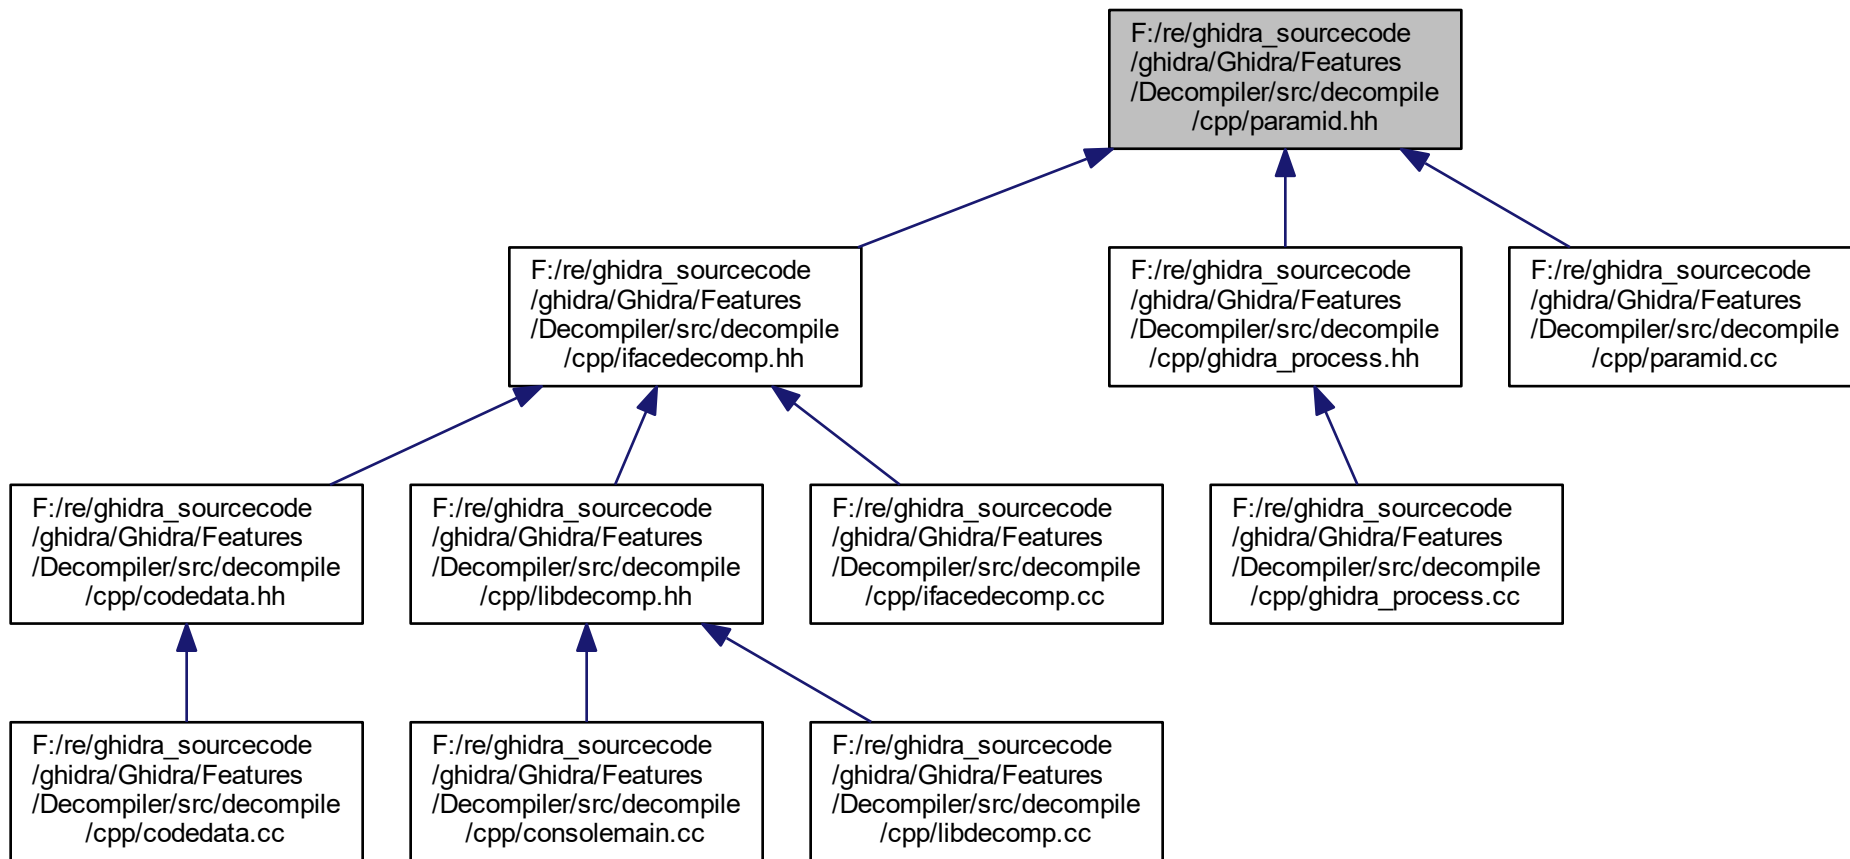 F:/re/ghidra_sourcecode
/ghidra/Ghidra/Features
/Decompiler/src/decompile
/cpp/paramid.hh
F:/re/ghidra_sourcecode
/ghidra/Ghidra/Features
/Decompiler/src/decompile
/cpp/ifacedecomp.hh
F:/re/ghidra_sourcecode
/ghidra/Ghidra/Features
/Decompiler/src/decompile
/cpp/ghidra_process.hh
F:/re/ghidra_sourcecode
/ghidra/Ghidra/Features
/Decompiler/src/decompile
/cpp/paramid.cc
F:/re/ghidra_sourcecode
/ghidra/Ghidra/Features
/Decompiler/src/decompile
/cpp/codedata.hh
F:/re/ghidra_sourcecode
/ghidra/Ghidra/Features
/Decompiler/src/decompile
/cpp/libdecomp.hh
F:/re/ghidra_sourcecode
/ghidra/Ghidra/Features
/Decompiler/src/decompile
/cpp/ifacedecomp.cc
F:/re/ghidra_sourcecode
/ghidra/Ghidra/Features
/Decompiler/src/decompile
/cpp/ghidra_process.cc
F:/re/ghidra_sourcecode
/ghidra/Ghidra/Features
/Decompiler/src/decompile
/cpp/codedata.cc
F:/re/ghidra_sourcecode
/ghidra/Ghidra/Features
/Decompiler/src/decompile
/cpp/consolemain.cc
F:/re/ghidra_sourcecode
/ghidra/Ghidra/Features
/Decompiler/src/decompile
/cpp/libdecomp.cc